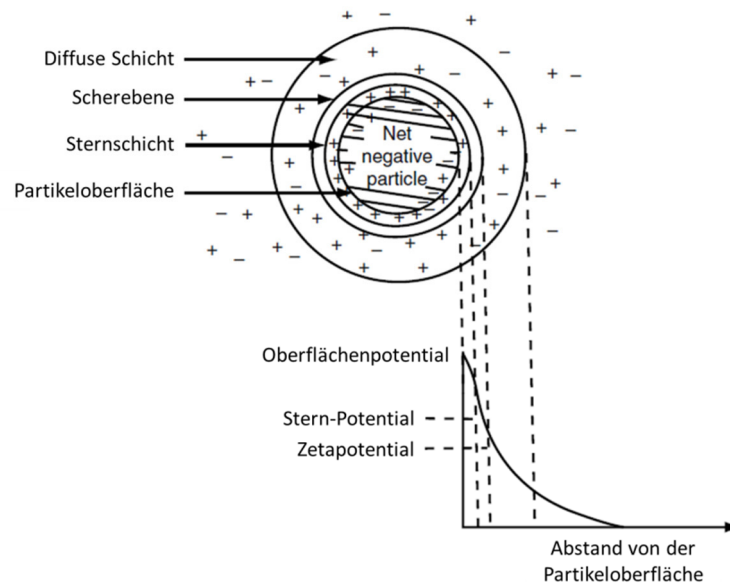 Diffuse Schicht
Scherebene
Sternschicht
Partikeloberfläche
Net
negative
particle
Oberflächenpotential
Stern-Potential
Zetapotential
Abstand von der
Partikeloberfläche